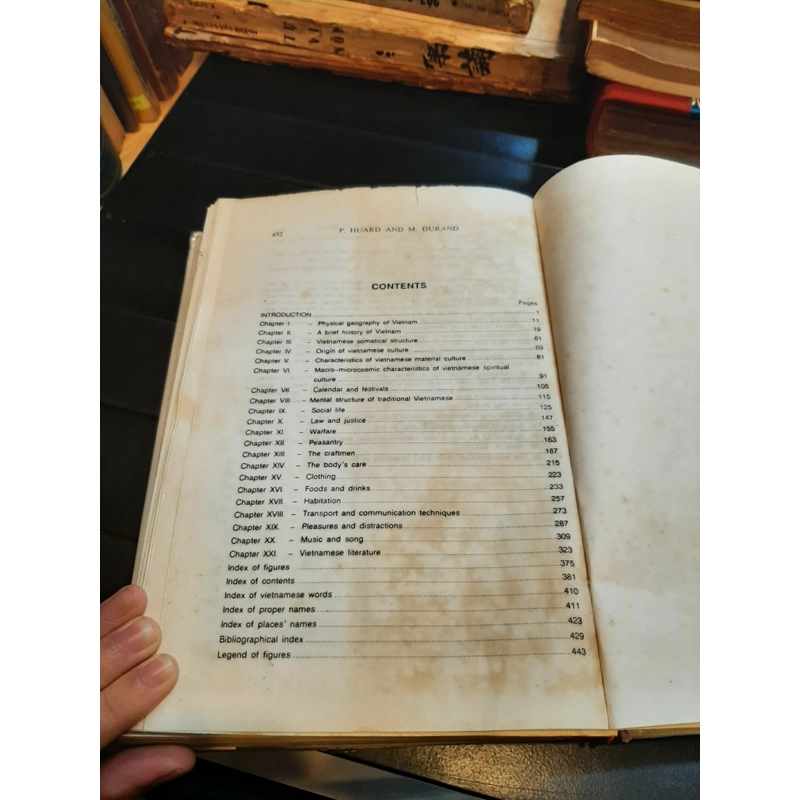 TỰ VỊ
452
P. HUARD AND M. DURAND
CONTENTS
Pages
INTRODUCTION 1
Chapter I. – Physical geography of Vietnam 11
Chapter II. – A brief history of Vietnam 19
Chapter III – Vietnamese somatical structure 61
Chapter IV. – Origin of vietnamese culture 69
Chapter V. – Characteristics of vietnamese material culture 81
Chapter VI. – Macro-microcosmic characteristics of vietnamese spiritual
culture 91
Chapter VII. – Calendar and festivals 105
Chapter VIII. – Mental structure of traditional Vietnamese 115
Chapter IX. – Social life 125
Chapter X. – Law and justice 147
Chapter XI. – Warfare 155
Chapter XII – Peasantry 163
Chapter XIII – The craftmen 187
Chapter XIV. – The body's care 215
Chapter XV. – Clothing 223
Chapter XVI. – Foods and drinks 233
Chapter XVII. – Habitation 257
Chapter XVIII. – Transport and communication techniques 273
Chapter XIX. – Pleasures and distractions 287
Chapter XX. – Music and song 309
Chapter XXI. – Vietnamese literature 323
Index of figures 375
Index of contents 381
Index of vietnamese words 410
Index of proper names 411
Index of places' names 423
Bibliographical index 429
Legend of figures 443